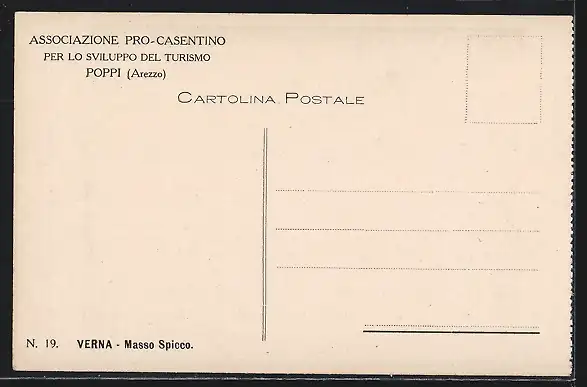 ASSOCIAZIONE PRO-CASENTINO
PER LO SVILUPPO DEL TURISMO
POPPI (Arezzo)
CARTOLINA POSTALE
N. 19. VERNA - Masso Spicco.